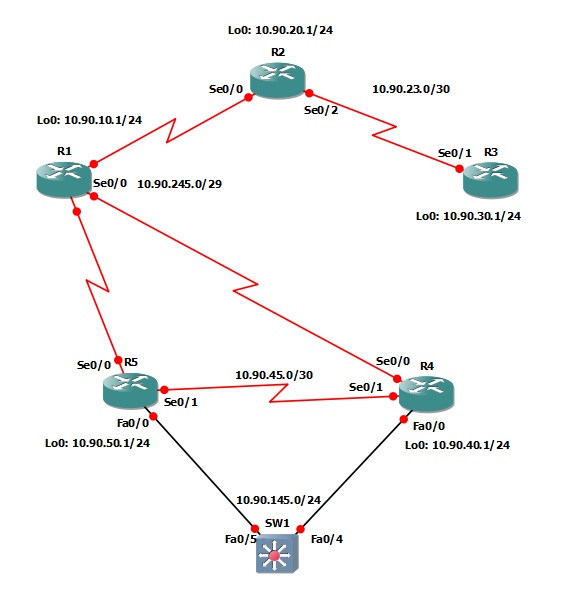 Lo0: 10.90.20.1/24
R2
Se0/0
10.90.23.0/30
Se0/2
Lo0: 10.90.10.1/24
R1
Se0/1
R3
Se0/0
10.90.245.0/29
Lo0: 10.90.30.1/24
Se0/0
R5
Se0/0
R4
10.90.45.0/30
Se0/1
Se0/1
Fa0/0
Fa0/0
Lo0: 10.90.50.1/24
Lo0: 10.90.40.1/24
10.90.145.0/24
SW1
Fa0/5
Fa0/4